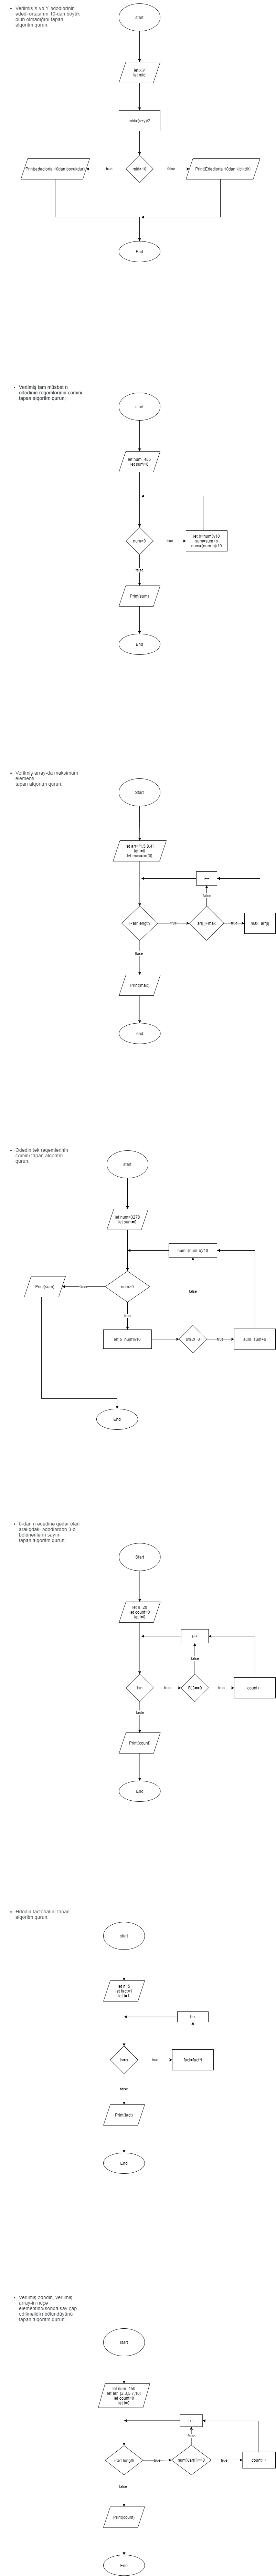 Verilmiş X və Y ədədlərinin
ədədi ortasının 10-dan böyük
olub olmadığını tapan
alqoritm qurun;
start
let x,y
let mid
mid=(x+y)/2
mid>10
true
false
Print(ədədlərlə 10dan boyukduz)
Print(Ədədlərlə 10dan kickdir)
End
Verilmiş tam müsbət n
ədədinin rəqəmlərinin cəmini
tapan alqoritm qurun;
start
let num=455
let sum=0
num>0
true
let b=num%10
sum=sum+b
num=(num-b)/10
false
Print(sum)
End
Verilmiş array-da maksimum
elementi
tapan alqoritm qurun;
Start
let arr=[1,5,6,4]
let i=0
let max=arr[0]
i++
false
i<arr.length
true
arr[i]>max
true
max=arr[i]
false
Print(max)
end
Ədədin tək rəqəmlərinin
cəmini tapan alqoritm
qurun;
start
let num=3276
let sum=0
num=(num-b)/10
Print(sum)
false
num>0
false
true
let b=num%10
b%2!=0
true
sum=sum+b
End
0-dan n ədədinə qədər olan
aralıqdakı ədədlərdən 3-ə
bölünənlərin sayını
tapan alqoritm qurun;
Start
let n=20
let count=0
let i=0
i++
false
i<n
true
i%3==0
true
count++
false
Print(count)
End
Ədədin factorialını tapan
alqoritm qurun;
start
let n=5
let fact=1
let i=1
i++
i<=n
true
fact=fact*i
false
Print(fact)
End
Verilmiş ədədin, verilmiş
array-in neçə
elementinə(sonda say çap
edilməlidir) bölündüyünü
tapan alqoritm qurun;
start
let num=150
let arr=[2,3,5,7,10]
let count=0
let i=0
i++
false
i<arr.length
true
num%arr[i]==0
true
count++
false
Print(count)
End